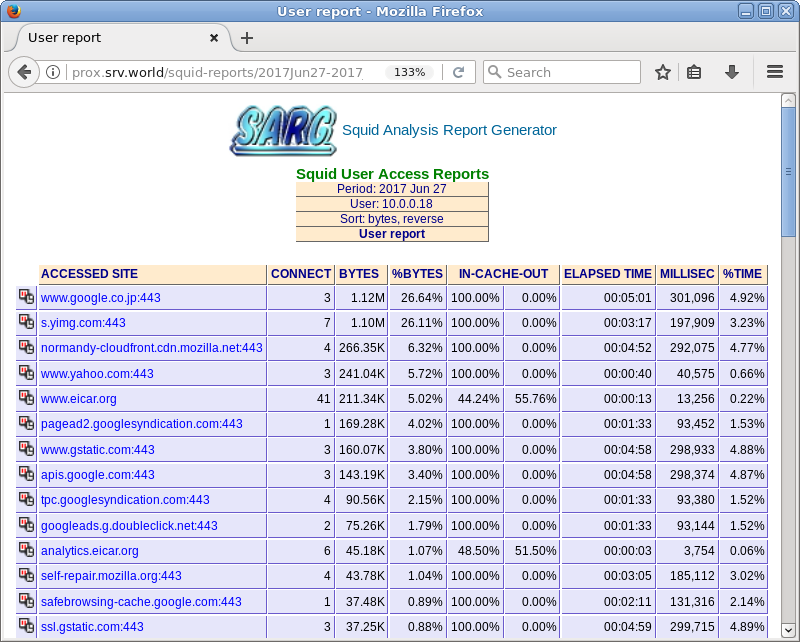 User report - Mozilla Firefox
User report
prox.srv.world/squid-reports/2017Jun27-2017 133% Search
SARG Squid Analysis Report Generator
Squid User Access Reports
Period: 2017 Jun 27
User: 10.0.0.18
Sort: bytes, reverse
User report
ACCESSED SITE CONNECT BYTES %BYTES IN-CACHE-OUT ELAPSED TIME MILLISEC %TIME
www.google.co.jp:443 3 1.12M 26.64% 100.00% 0.00% 00:05:01 301,096 4.92%
s.yimg.com:443 7 1.10M 26.11% 100.00% 0.00% 00:03:17 197,909 3.23%
normandy-cloudfront.cdn.mozilla.net:443 4 266.35K 6.32% 100.00% 0.00% 00:04:52 292,075 4.77%
www.yahoo.com:443 3 241.04K 5.72% 100.00% 0.00% 00:00:40 40,575 0.66%
www.eicar.org 41 211.34K 5.02% 44.24% 55.76% 00:00:13 13,256 0.22%
pagead2.googlesyndication.com:443 1 169.28K 4.02% 100.00% 0.00% 00:01:33 93,452 1.53%
www.gstatic.com:443 3 160.07K 3.80% 100.00% 0.00% 00:04:58 298,933 4.88%
apis.google.com:443 3 143.19K 3.40% 100.00% 0.00% 00:04:58 298,374 4.87%
tpc.googlesyndication.com:443 4 90.56K 2.15% 100.00% 0.00% 00:01:33 93,380 1.52%
googleads.g.doubleclick.net:443 2 75.26K 1.79% 100.00% 0.00% 00:01:33 93,144 1.52%
analytics.eicar.org 6 45.18K 1.07% 48.50% 51.50% 00:00:03 3,754 0.06%
self-repair.mozilla.org:443 4 43.78K 1.04% 100.00% 0.00% 00:03:05 185,112 3.02%
safebrowsing-cache.google.com:443 1 37.48K 0.89% 100.00% 0.00% 00:02:11 131,316 2.14%
ssl.gstatic.com:443 3 37.25K 0.88% 100.00% 0.00% 00:04:59 299,715 4.89%